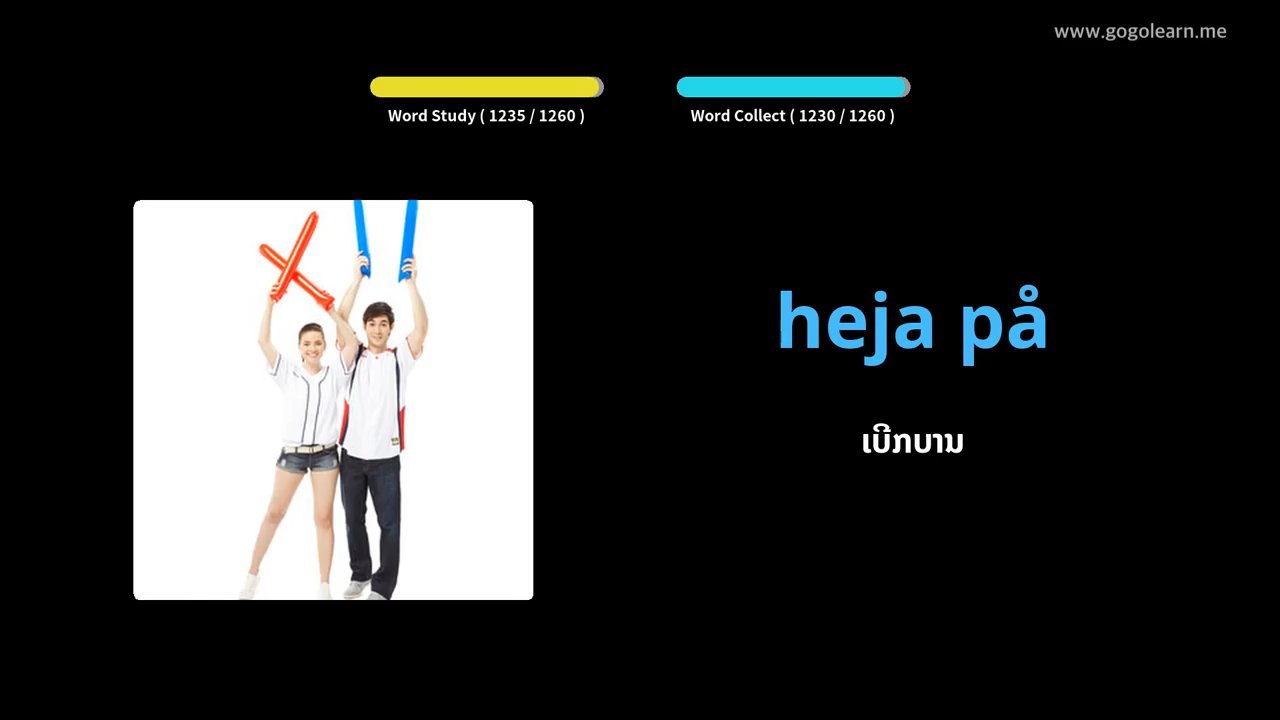 www.gogolearn.me
Word Study ( 1235 / 1260 )
Word Collect ( 1230 / 1260 )
heja på
ເບີກບານ